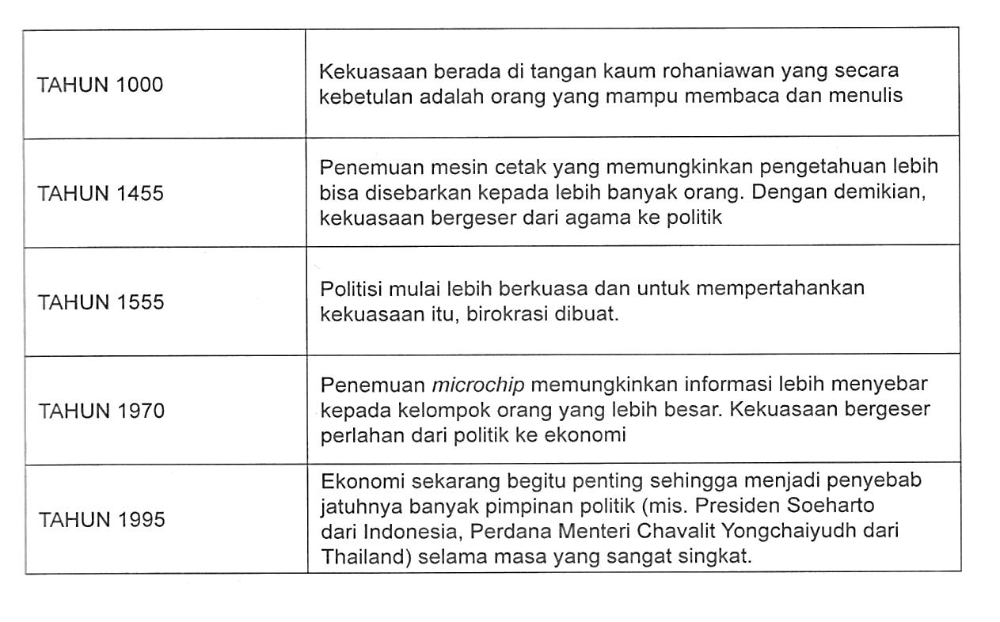 TAHUN 1000
Kekuasaan berada di tangan kaum rohaniawan yang secara
kebetulan adalah orang yang mampu membaca dan menulis
TAHUN 1455
Penemuan mesin cetak yang memungkinkan pengetahuan lebih
bisa disebarkan kepada lebih banyak orang. Dengan demikian,
kekuasaan bergeser dari agama ke politik
TAHUN 1555
Politisi mulai lebih berkuasa dan untuk mempertahankan
kekuasaan itu, birokrasi dibuat.
TAHUN 1970
Penemuan microchip memungkinkan informasi lebih menyebar
kepada kelompok orang yang lebih besar. Kekuasaan bergeser
perlahan dari politik ke ekonomi
TAHUN 1995
Ekonomi sekarang begitu penting sehingga menjadi penyebab
jatuhnya banyak pimpinan politik (mis. Presiden Soeharto
dari Indonesia, Perdana Menteri Chavalit Yongchaiyudh dari
Thailand) selama masa yang sangat singkat.